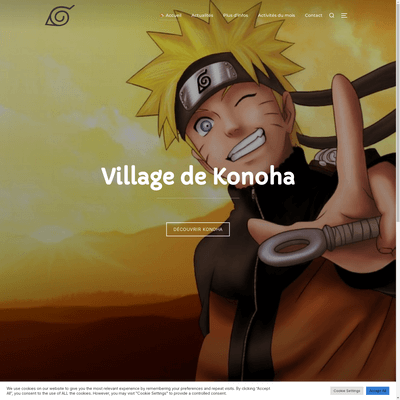 Accueil
Actualités
Plus d'infos
Activités du mois
Contact
Village de Konoha
DÉCOUVRIR KONOHA
We use cookies on our website to give you the most relevant experience by remembering your preferences and repeat visits. By clicking "Accept
All", you consent to the use of ALL the cookies. However, you may visit "Cookie Settings" to provide a controlled consent.
Cookie Settings
Accept All